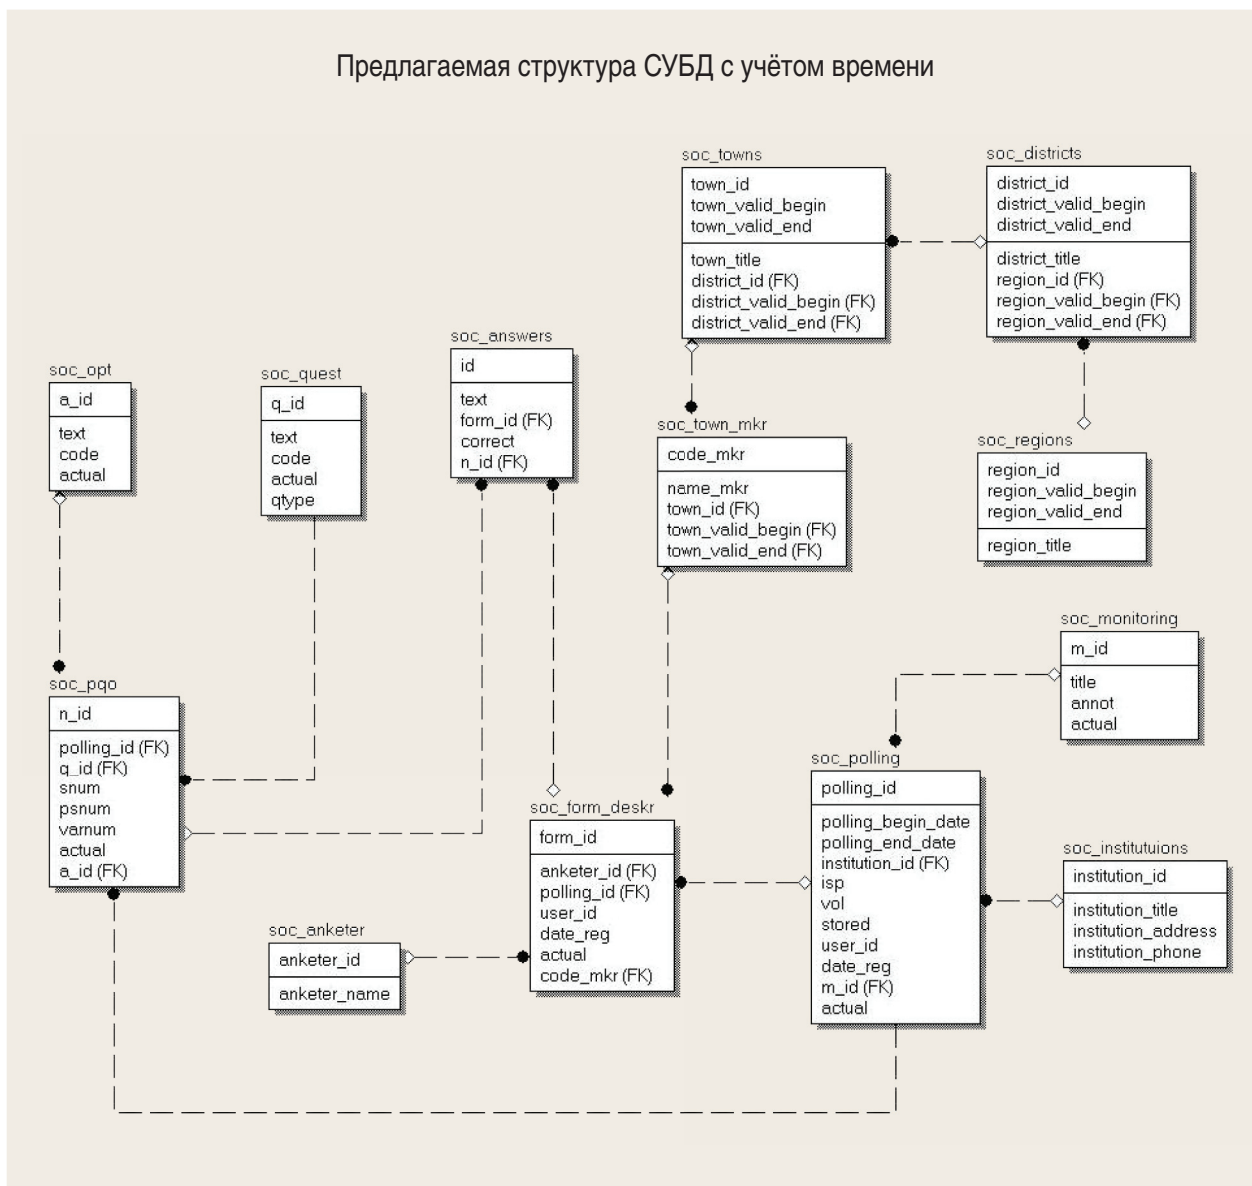 Предлагаемая структура СУБД с учётом времени
soc_towns
town_id
town_valid_begin
town_valid_end
town_title
district_id (FK)
district_valid_begin (FK)
district_valid_end (FK)
soc_districts
district_id
district_valid_begin
district_valid_end
district_title
region_id (FK)
region_valid_begin (FK)
region_valid_end (FK)
soc_opt
a_id
text
code
actual
soc_quest
q_id
text
code
actual
qtype
soc_answers
id
text
form_id (FK)
correct
n_id (FK)
soc_town_mkr
code_mkr
name_mkr
town_id (FK)
town_valid_begin (FK)
town_valid_end (FK)
soc_regions
region_id
region_valid_begin
region_valid_end
region_title
soc_monitoring
m_id
title
annot
actual
soc_pqo
n_id
polling_id (FK)
q_id (FK)
snum
psnum
varnum
actual
a_id (FK)
soc_form_deskr
form_id
anketer_id (FK)
polling_id (FK)
user_id
date_reg
actual
code_mkr (FK)
soc_polling
polling_id
polling_begin_date
polling_end_date
institution_id (FK)
isp
vol
stored
user_id
date_reg
m_id (FK)
actual
soc_institutuions
institution_id
institution_title
institution_address
institution_phone
soc_anketer
anketer_id
anketer_name